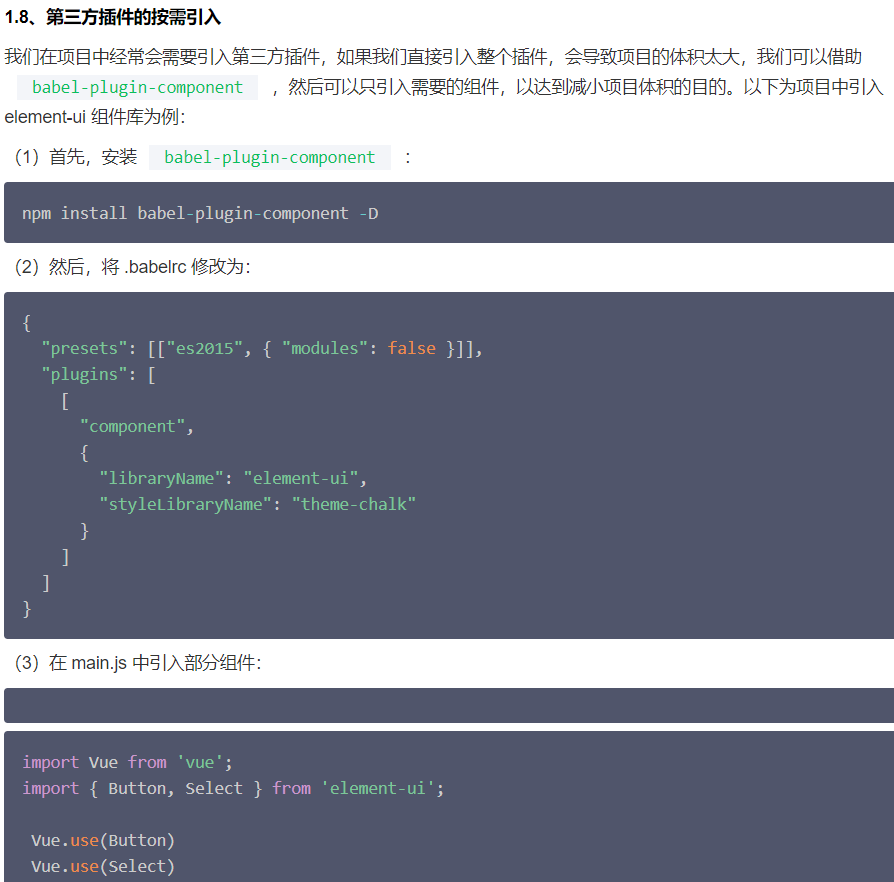 1.8、第三方插件的按需引入
我们在项目中经常会需要引入第三方插件，如果我们直接引入整个插件，会导致项目的体积太大，我们可以借助
babel-plugin-component ，然后可以只引入需要的组件，以达到减小项目体积的目的。以下为项目中引入
element-ui 组件库为例：
（1）首先，安装 babel-plugin-component ：
npm install babel-plugin-component -D
（2）然后，将 .babelrc 修改为：
{
  "presets": [["es2015", { "modules": false }]],
  "plugins": [
    [
      "component",
      {
        "libraryName": "element-ui",
        "styleLibraryName": "theme-chalk"
      }
    ]
  ]
}
（3）在 main.js 中引入部分组件：
import Vue from 'vue';
import { Button, Select } from 'element-ui';
 Vue.use(Button)
 Vue.use(Select)